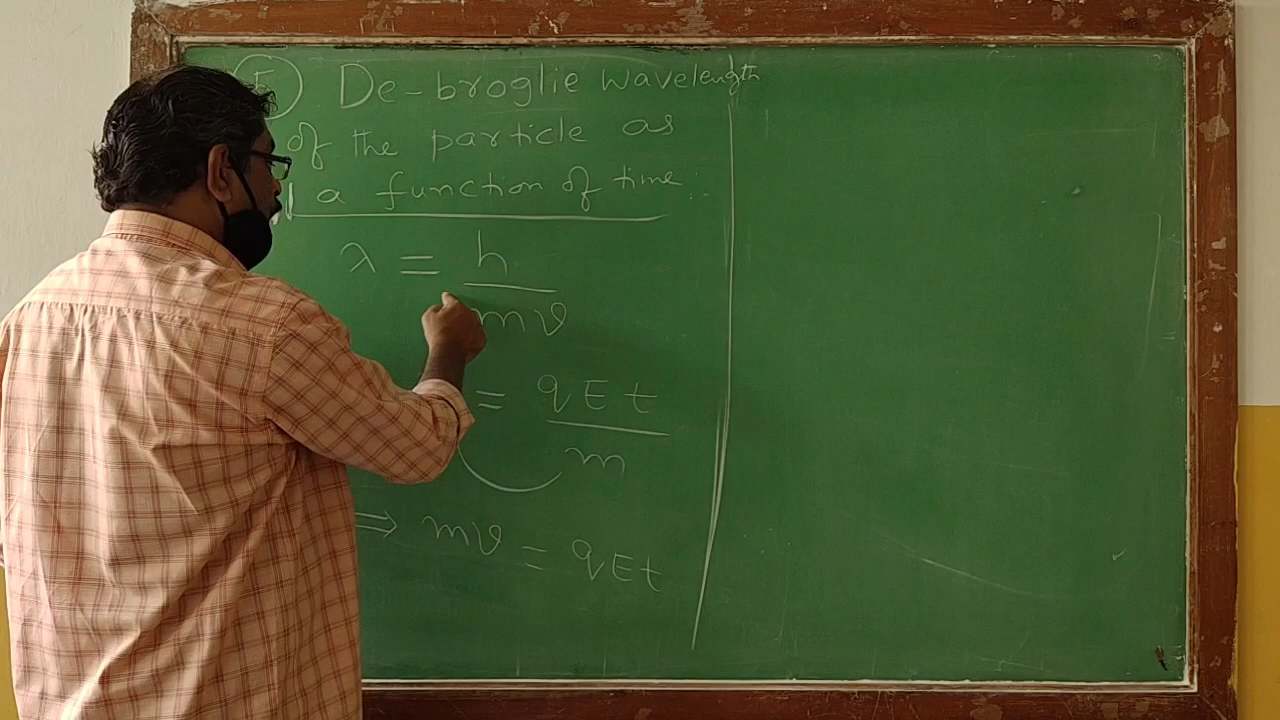 5 De-broglie wavelength
of the particle as
a function of time
λ = h / mv
= qEt / m
⇒ mv = qEt